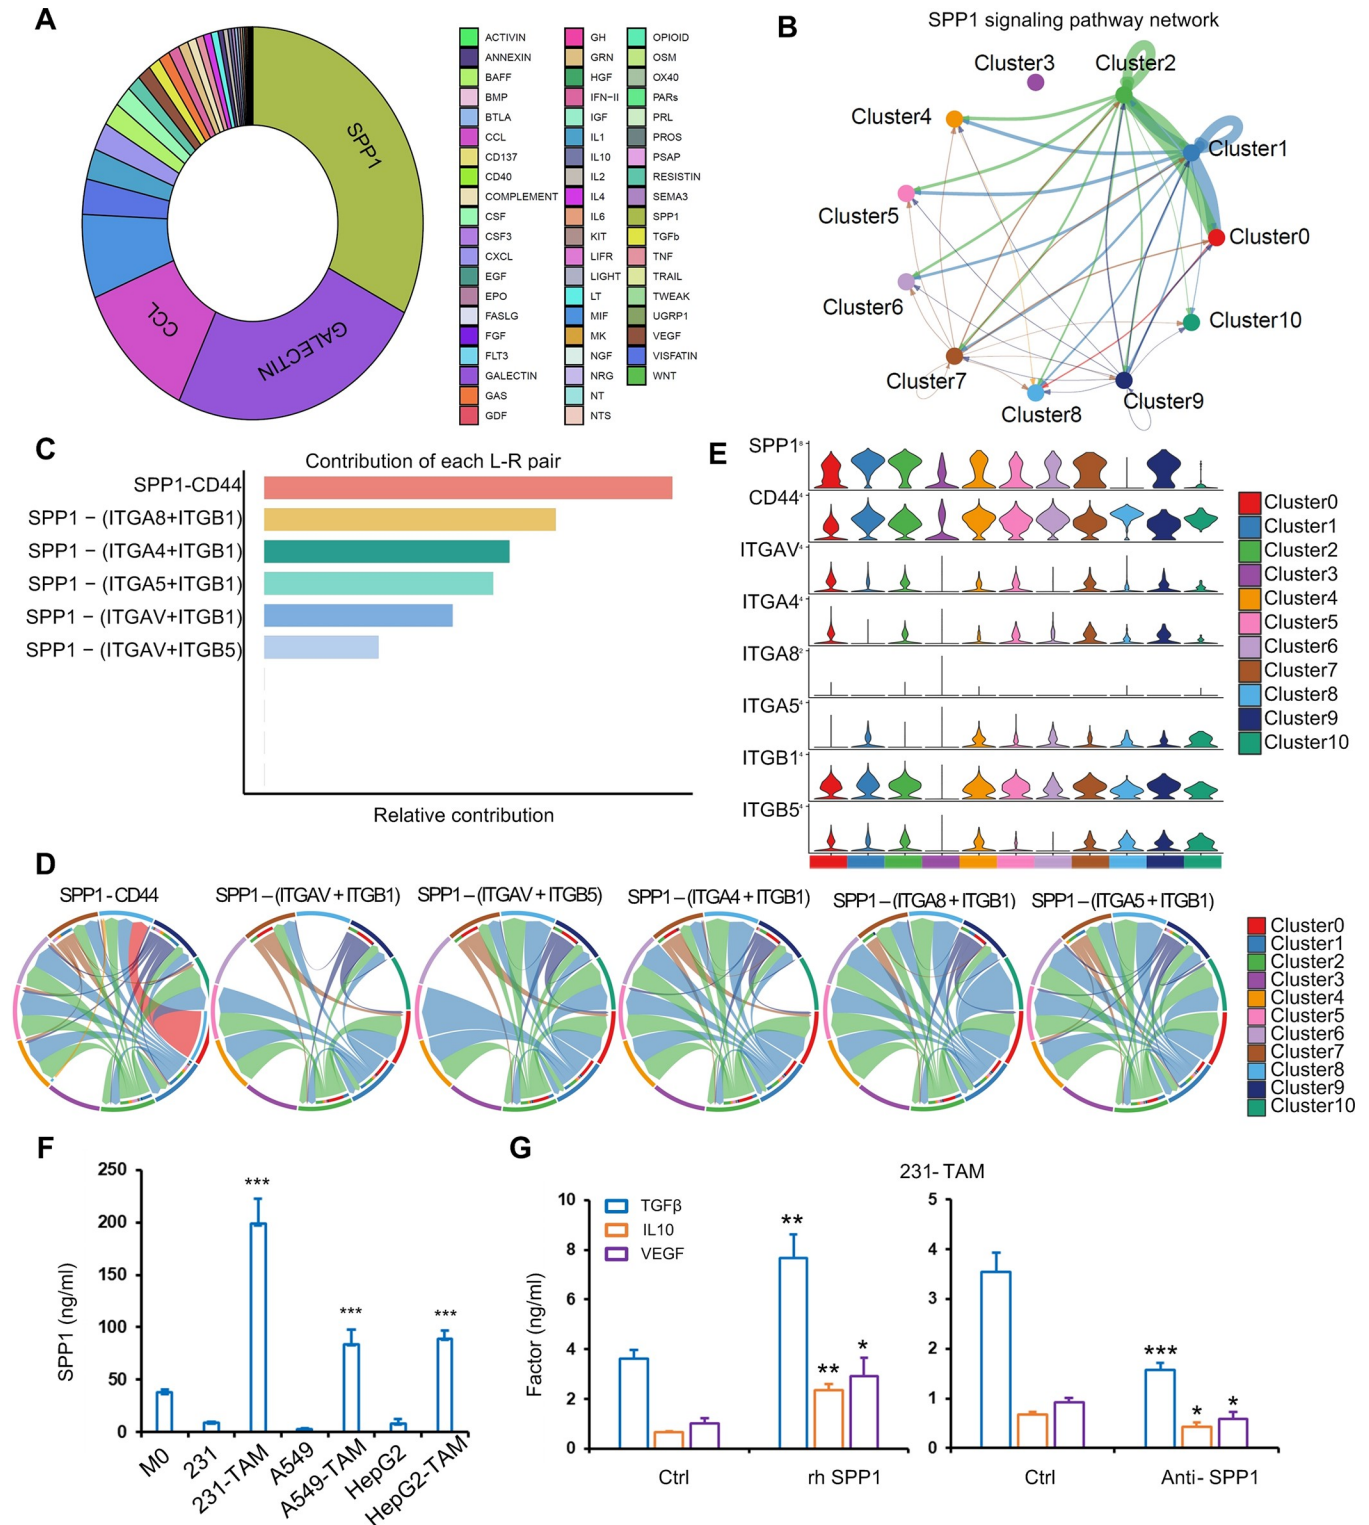 A
SPP1
GALECTIN
CCL
ACTIVIN
ANNEXIN
BAFF
BMP
BTLA
CCL
CD137
CD40
COMPLEMENT
CSF
CSF3
CXCL
EGF
EPO
FASLG
FGF
FLT3
GALECTIN
GAS
GDF
GH
GRN
HGF
IFN−II
IGF
IL1
IL10
IL2
IL4
IL6
KIT
LIFR
LIGHT
LT
MIF
MK
NGF
NRG
NT
NTS
OPIOID
OSM
OX40
PARs
PRL
PROS
PSAP
RESISTIN
SEMA3
SPP1
TGFb
TNF
TRAIL
TWEAK
UGRP1
VEGF
VISFATIN
WNT
B
SPP1 signaling pathway network
Cluster3
Cluster2
Cluster4
Cluster1
Cluster5
Cluster0
Cluster6
Cluster10
Cluster7
Cluster8
Cluster9
C
Contribution of each L-R pair
SPP1-CD44
SPP1 − (ITGA8+ITGB1)
SPP1 − (ITGA4+ITGB1)
SPP1 − (ITGA5+ITGB1)
SPP1 − (ITGAV+ITGB1)
SPP1 − (ITGAV+ITGB5)
Relative contribution
E
SPP1 8
CD44 4
ITGAV 4
ITGA4 4
ITGA8 2
ITGA5 4
ITGB1 4
ITGB5 4
Cluster0
Cluster1
Cluster2
Cluster3
Cluster4
Cluster5
Cluster6
Cluster7
Cluster8
Cluster9
Cluster10
D
SPP1 - CD44
SPP1 – (ITGAV + ITGB1)
SPP1 – (ITGAV + ITGB5)
SPP1 – (ITGA4 + ITGB1)
SPP1 – (ITGA8 + ITGB1)
SPP1 – (ITGA5 + ITGB1)
Cluster0
Cluster1
Cluster2
Cluster3
Cluster4
Cluster5
Cluster6
Cluster7
Cluster8
Cluster9
Cluster10
F
SPP1 (ng/ml)
250
200
150
100
50
0
***
***
***
M0
231
231-TAM
A549
A549-TAM
HepG2
HepG2-TAM
G
231- TAM
Factor (ng/ml)
10
8
6
4
2
0
TGFβ
IL10
VEGF
**
**
*
Ctrl
rh SPP1
5
4
3
2
1
0
***
*
*
Ctrl
Anti- SPP1